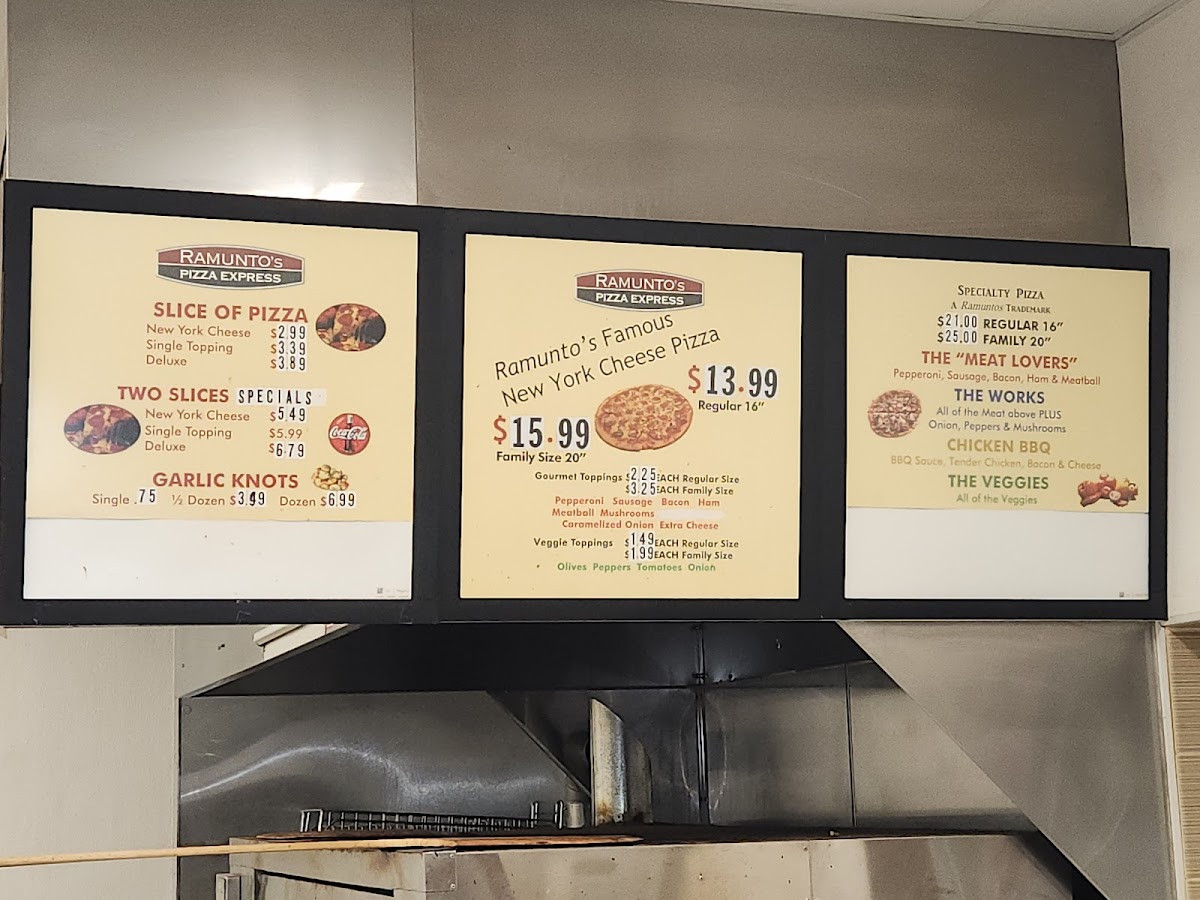 RAMUNTO'S
PIZZA EXPRESS
SLICE OF PIZZA
New York Cheese $2.99
Single Topping $3.39
Deluxe $3.89
TWO SLICES SPECIALS
New York Cheese $5.49
Single Topping $5.99
Deluxe $6.79
Coca-Cola
GARLIC KNOTS
Single .75 ½ Dozen $3.49 Dozen $6.99
RAMUNTO'S
PIZZA EXPRESS
Ramunto's Famous
New York Cheese Pizza
$13.99
Regular 16"
$15.99
Family Size 20"
Gourmet Toppings $2.25 EACH Regular Size
$3.25 EACH Family Size
Pepperoni Sausage Bacon Ham
Meatball Mushrooms
Caramelized Onion Extra Cheese
Veggie Toppings $1.49 EACH Regular Size
$1.99 EACH Family Size
Olives Peppers Tomatoes Onion
SPECIALTY PIZZA
A Ramuntos TRADEMARK
$21.00 REGULAR 16"
$25.00 FAMILY 20"
THE "MEAT LOVERS"
Pepperoni, Sausage, Bacon, Ham & Meatball
THE WORKS
All of the Meat above PLUS
Onion, Peppers & Mushrooms
CHICKEN BBQ
BBQ Sauce, Tender Chicken, Bacon & Cheese
THE VEGGIES
All of the Veggies